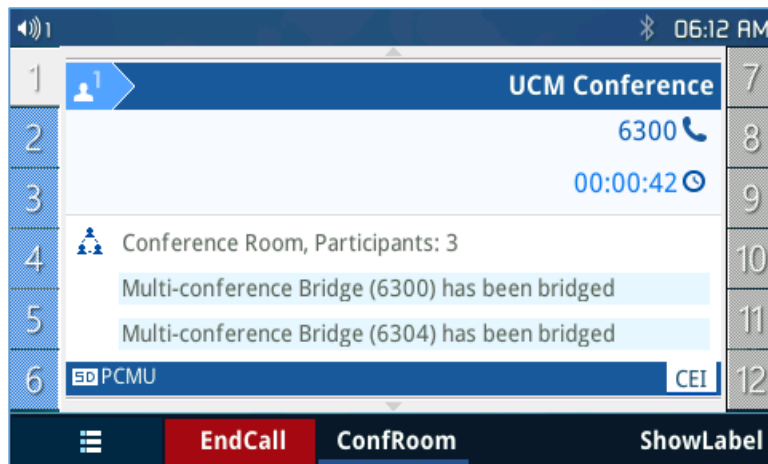 1 06:12 AM
1 1 UCM Conference 7
2 6300 8
3 00:00:42 9
4 Conference Room, Participants: 3 10
Multi-conference Bridge (6300) has been bridged
5 Multi-conference Bridge (6304) has been bridged 11
6 SD PCMU CEI 12
EndCall ConfRoom ShowLabel